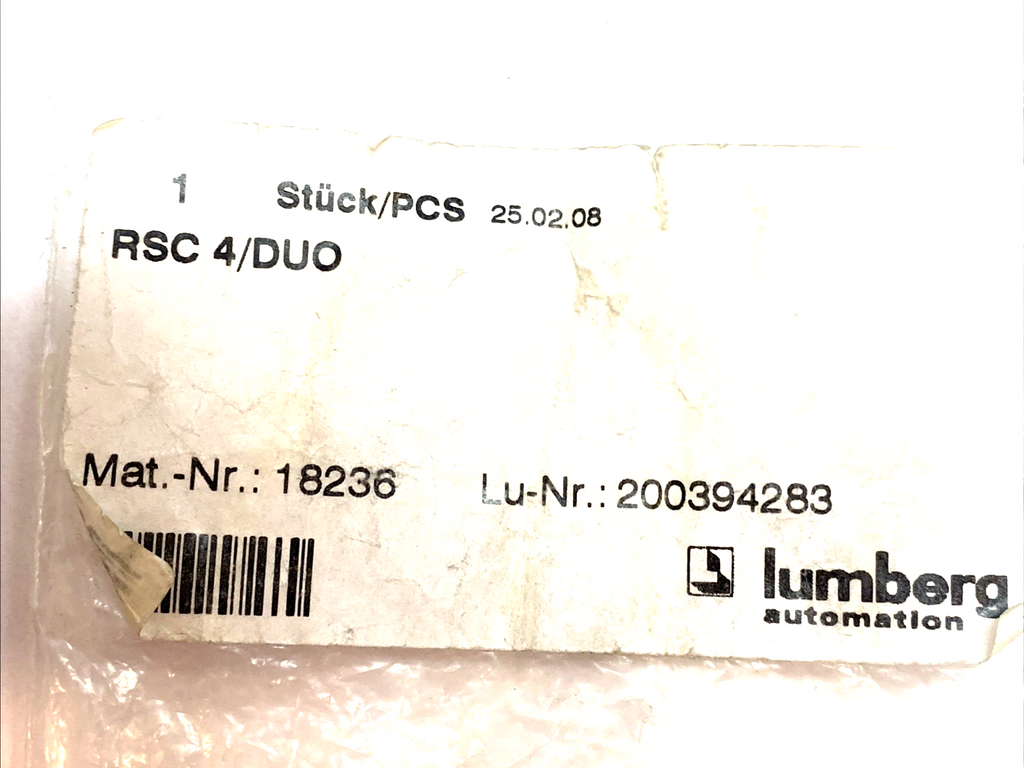 1 Stück/PCS 25.02.08
RSC 4/DUO
Mat.-Nr.: 18236 Lu-Nr.: 200394283
lumberg
automation